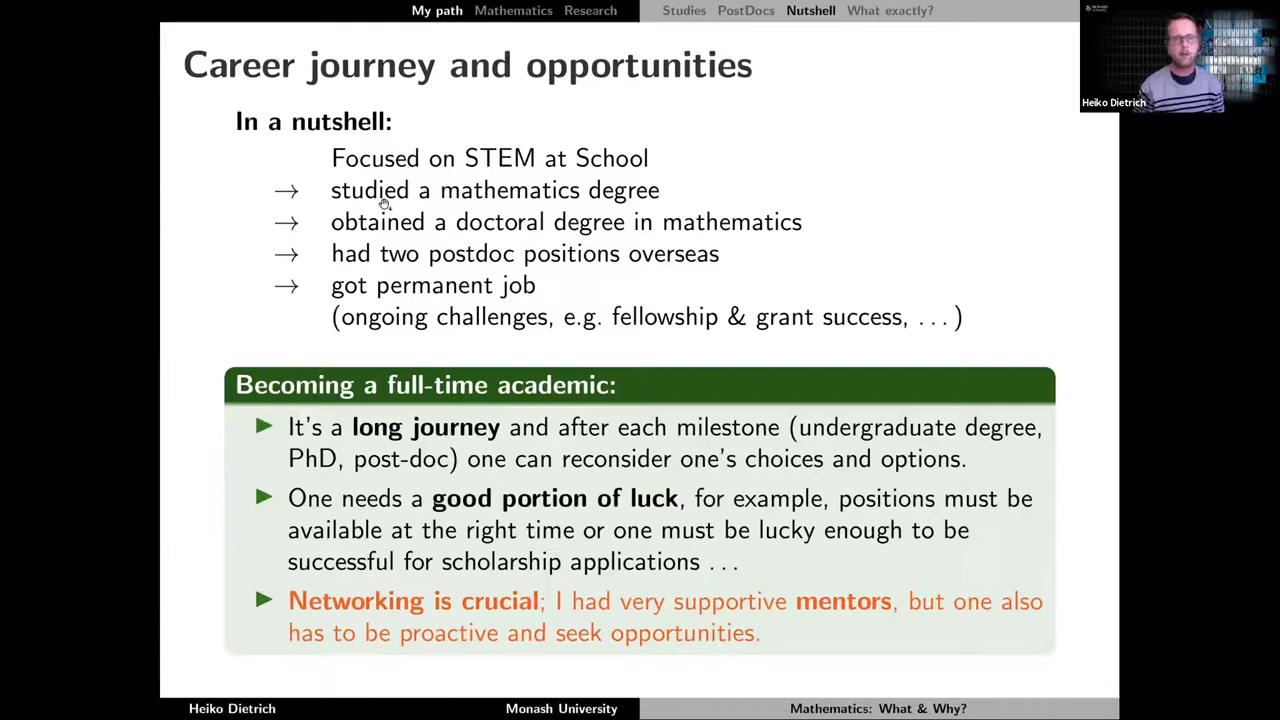 My path Mathematics Research Studies PostDocs Nutshell What exactly?
MONASH
Career journey and opportunities
Heiko Dietrich
In a nutshell:
Focused on STEM at School
→ studied a mathematics degree
→ obtained a doctoral degree in mathematics
→ had two postdoc positions overseas
→ got permanent job
(ongoing challenges, e.g. fellowship & grant success, ...)
Becoming a full-time academic:
▶ It's a long journey and after each milestone (undergraduate degree,
PhD, post-doc) one can reconsider one's choices and options.
▶ One needs a good portion of luck, for example, positions must be
available at the right time or one must be lucky enough to be
successful for scholarship applications ...
▶ Networking is crucial; I had very supportive mentors, but one also
has to be proactive and seek opportunities.
Heiko Dietrich Monash University Mathematics: What & Why?